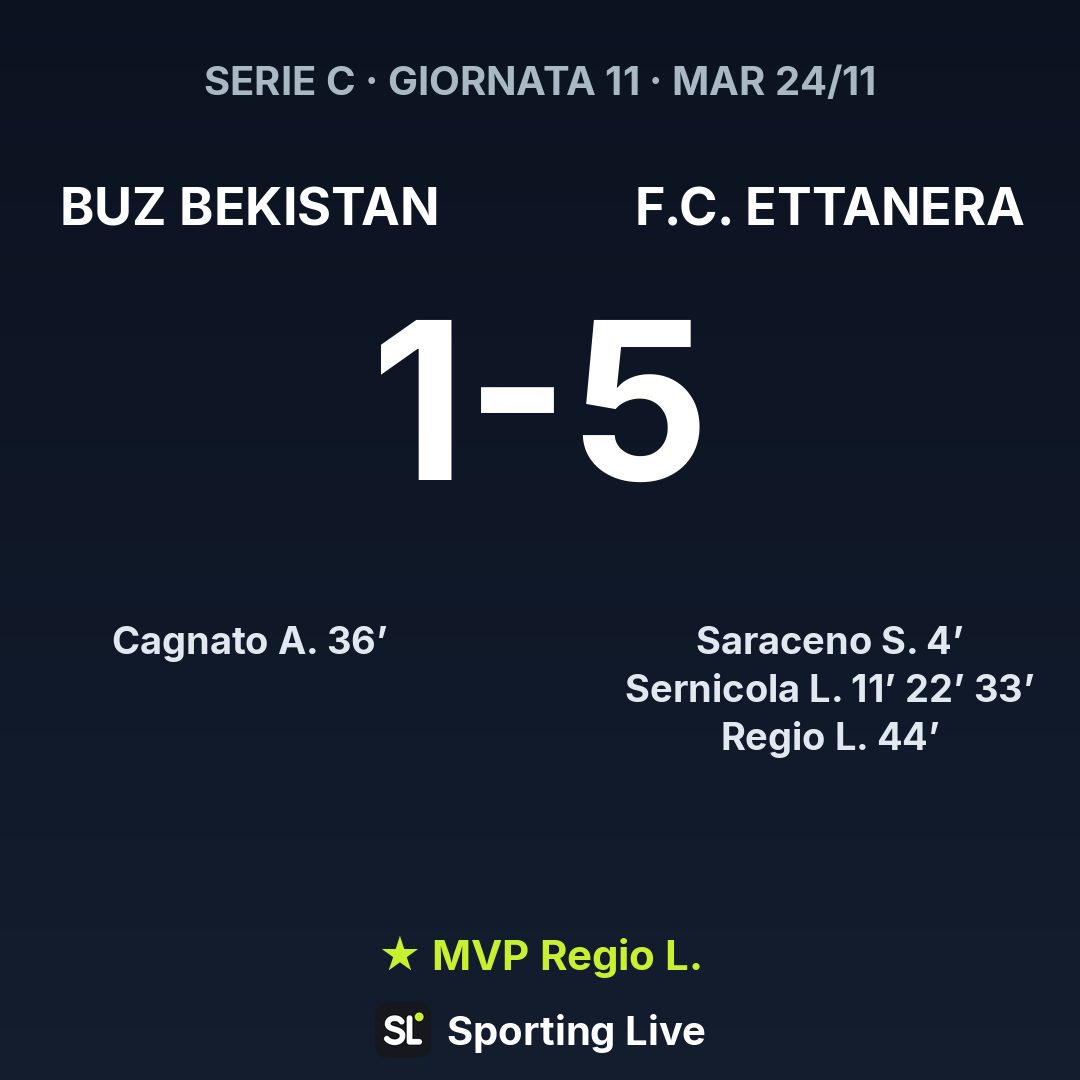 SERIE C · GIORNATA 11 · MAR 24/11
BUZ BEKISTAN
F.C. ETTANERA
1-5
Cagnato A. 36’
Saraceno S. 4’
Sernicola L. 11’ 22’ 33’
Regio L. 44’
★ MVP Regio L.
SL Sporting Live